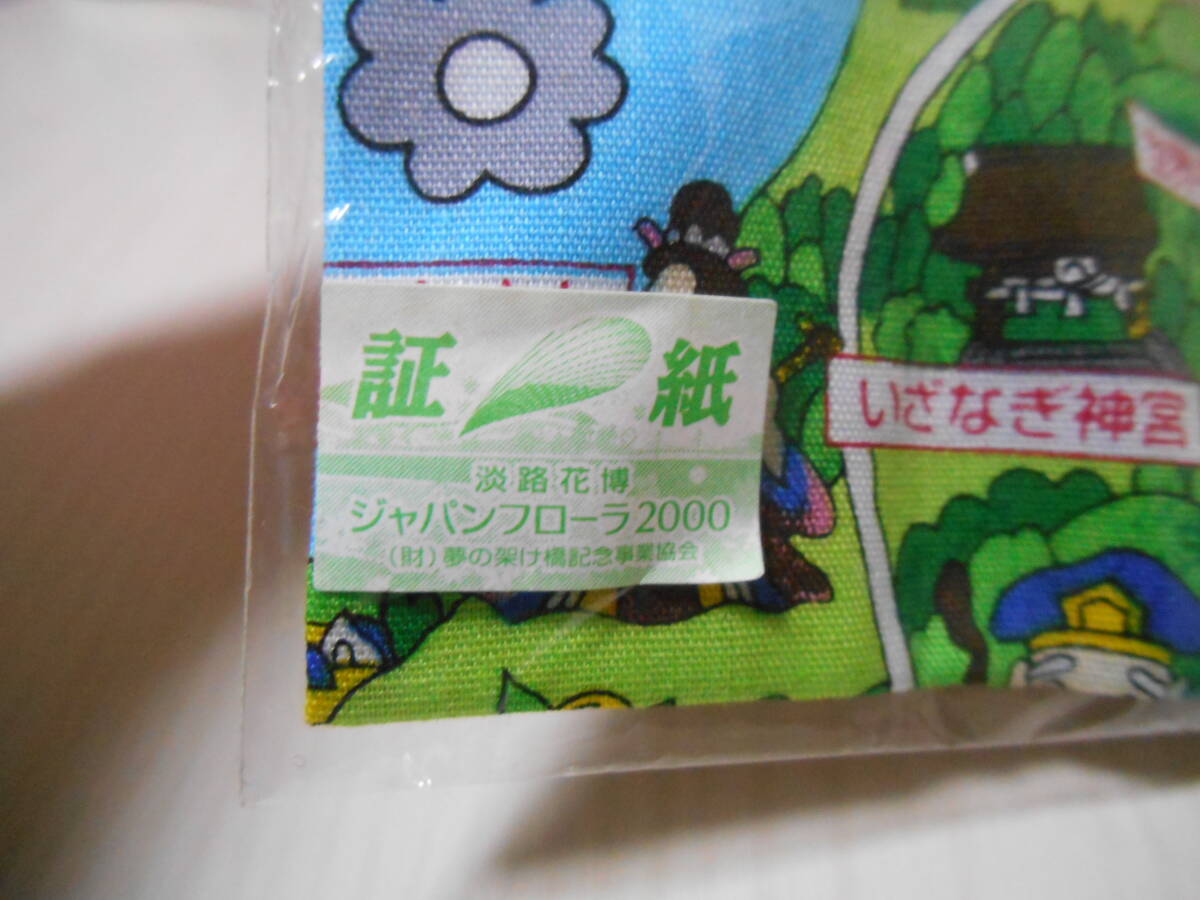 証紙
淡路花博
ジャパンフローラ2000
(財)夢の架け橋記念事業協会
いざなぎ神宮